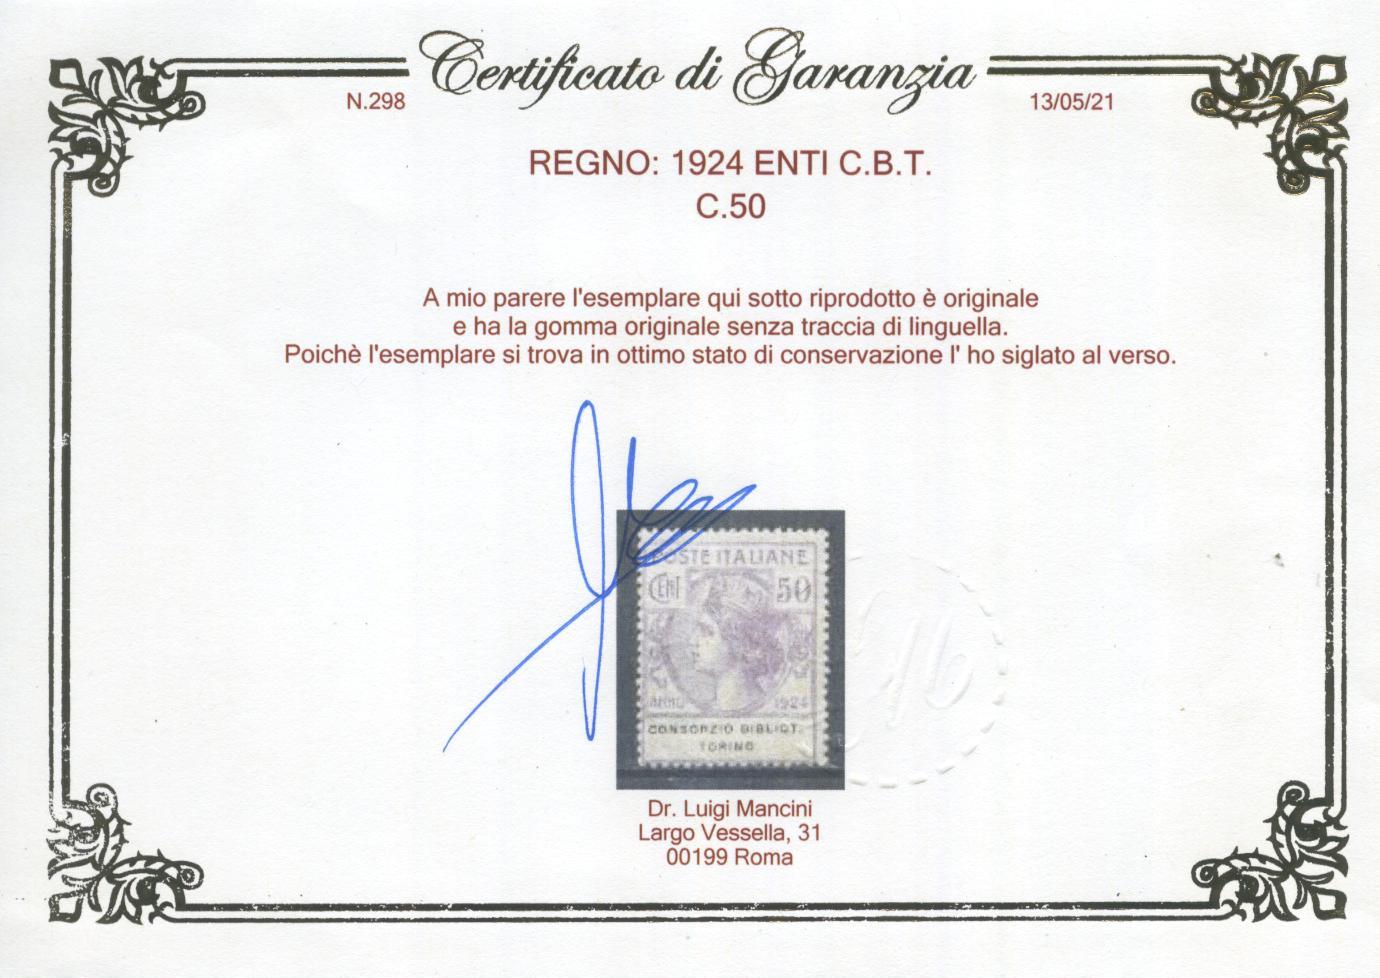 Certificato di Garanzia
N.298
13/05/21
REGNO: 1924 ENTI C.B.T.
C.50
A mio parere l'esemplare qui sotto riprodotto è originale
e ha la gomma originale senza traccia di linguella.
Poichè l'esemplare si trova in ottimo stato di conservazione l' ho siglato al verso.
POSTE ITALIANE
CENT 50
ANNO 1924
CONSORZIO BIBLIOT.
TORINO
Dr. Luigi Mancini
Largo Vessella, 31
00199 Roma